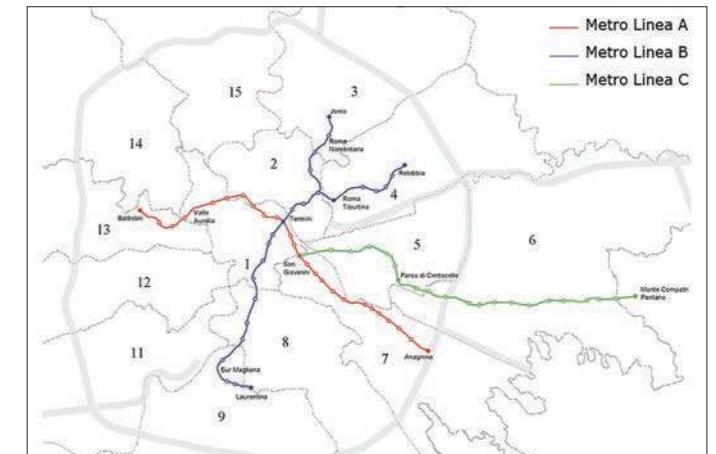 Metro Linea A
Metro Linea B
Metro Linea C
15
3
Jonio
14
Roma
Nomentana
2
Rebibbia
4
Battistini
Valle
Aurelia
Roma
Tiburtina
Termini
13
5
6
1
San
Giovanni
12
Parco di Centocelle
Monte Compatri
Pantano
11
8
7
Anagnina
Eur Magliana
Laurentina
9